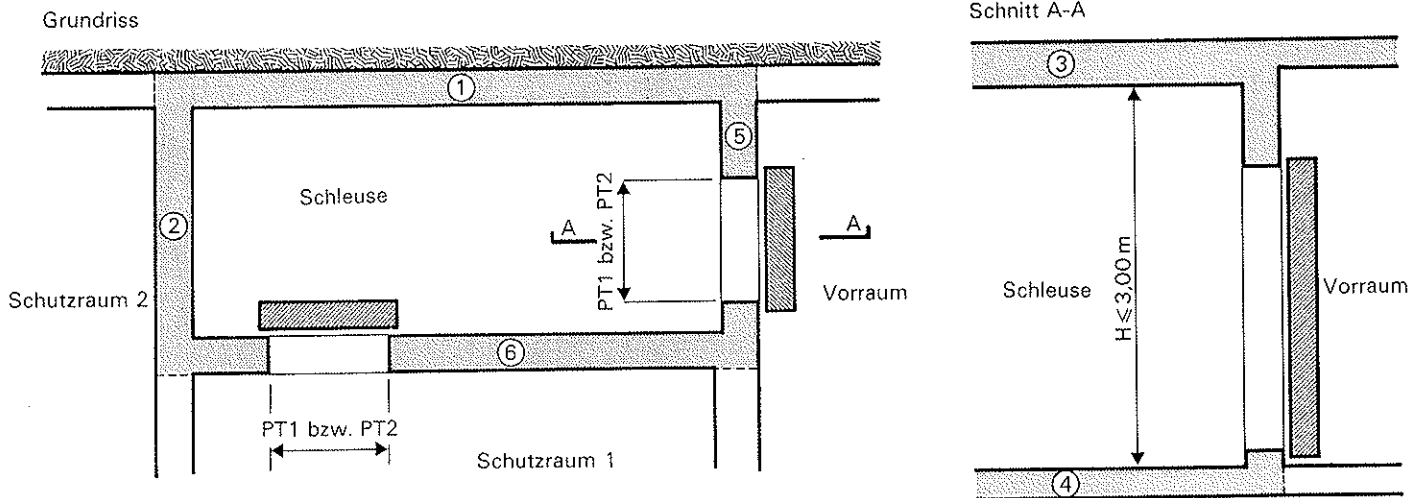 Grundriss
Schnitt A-A
①
③
⑤
Schleuse
②
A
A
PT1 bzw. PT2
Schutzraum 2
Vorraum
⑥
PT1 bzw. PT2
Schutzraum 1
Schleuse
H ⩽ 3,00 m
Vorraum
④